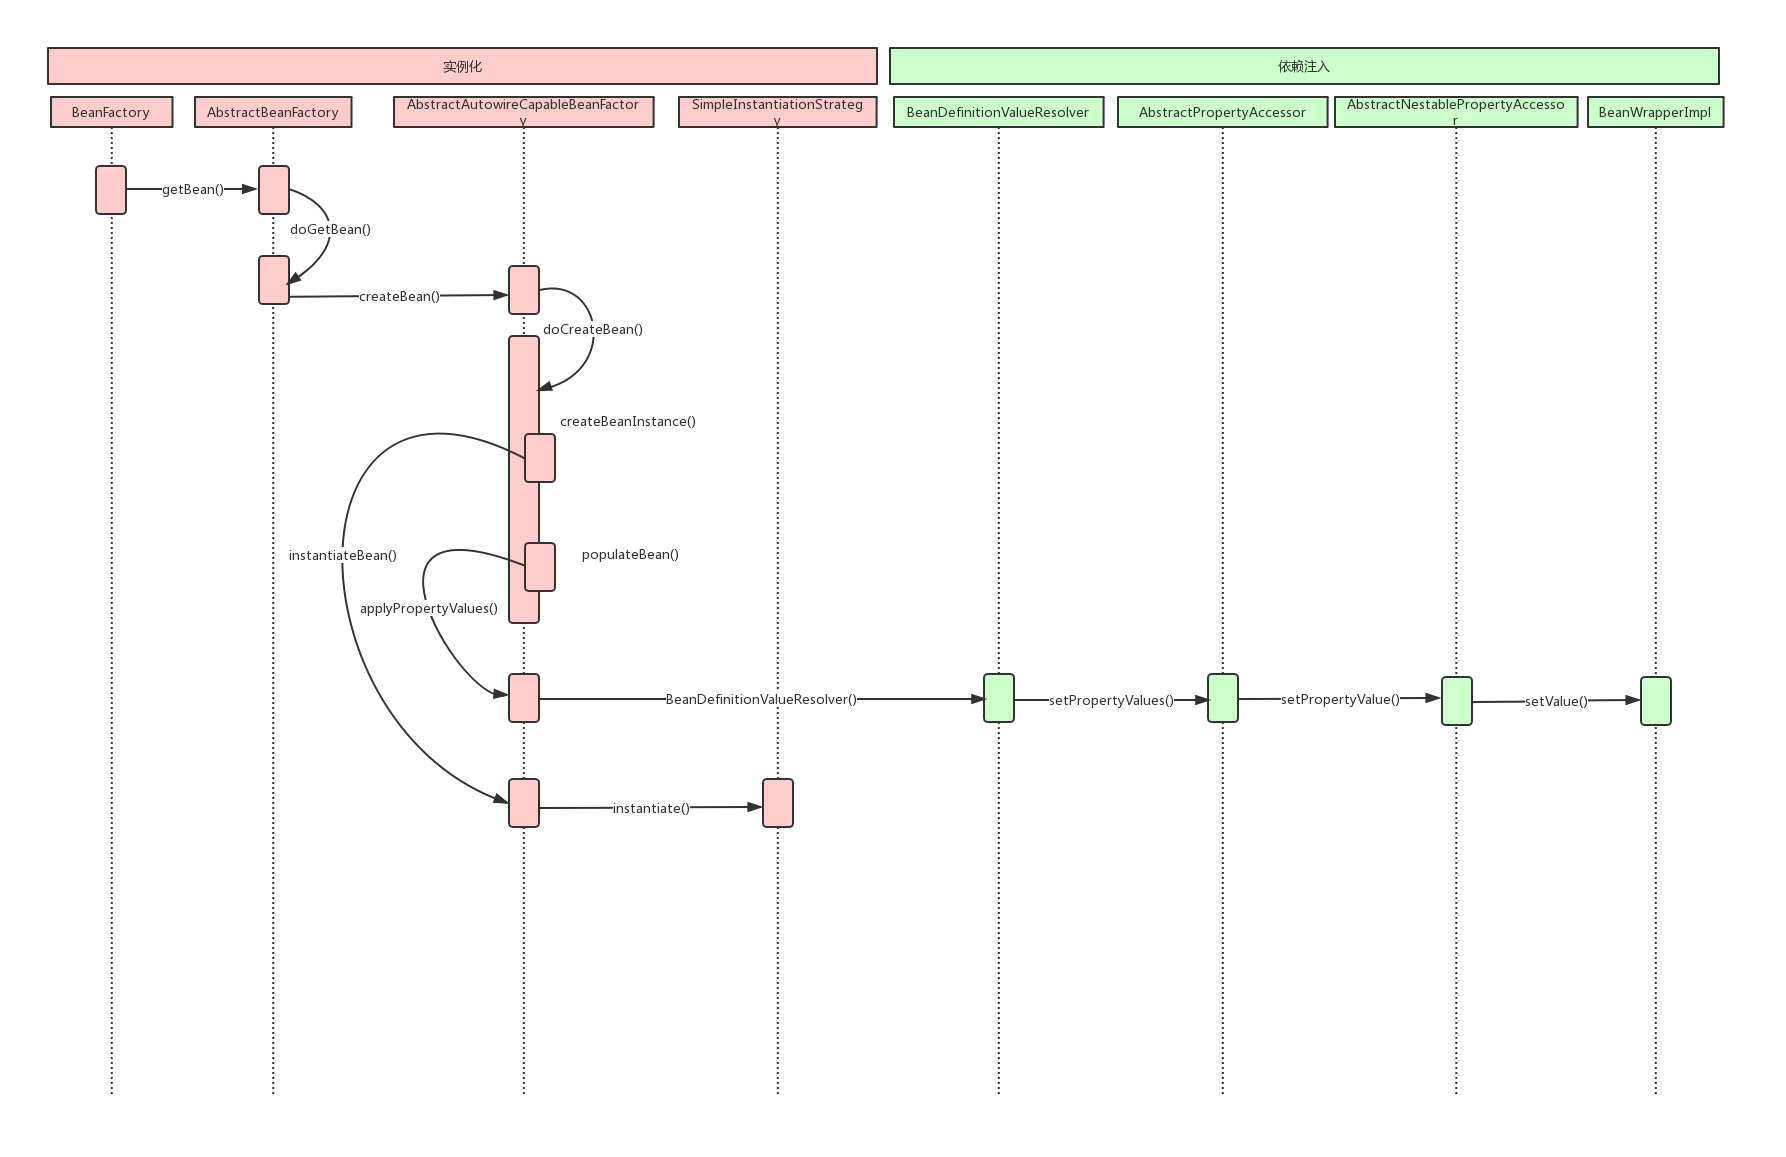 实例化
依赖注入
BeanFactory
AbstractBeanFactory
AbstractAutowireCapableBeanFactor
y
SimpleInstantiationStrateg
y
BeanDefinitionValueResolver
AbstractPropertyAccessor
AbstractNestablePropertyAccesso
r
BeanWrapperImpl
getBean()
doGetBean()
createBean()
doCreateBean()
createBeanInstance()
instantiateBean()
populateBean()
applyPropertyValues()
BeanDefinitionValueResolver()
setPropertyValues()
setPropertyValue()
setValue()
instantiate()